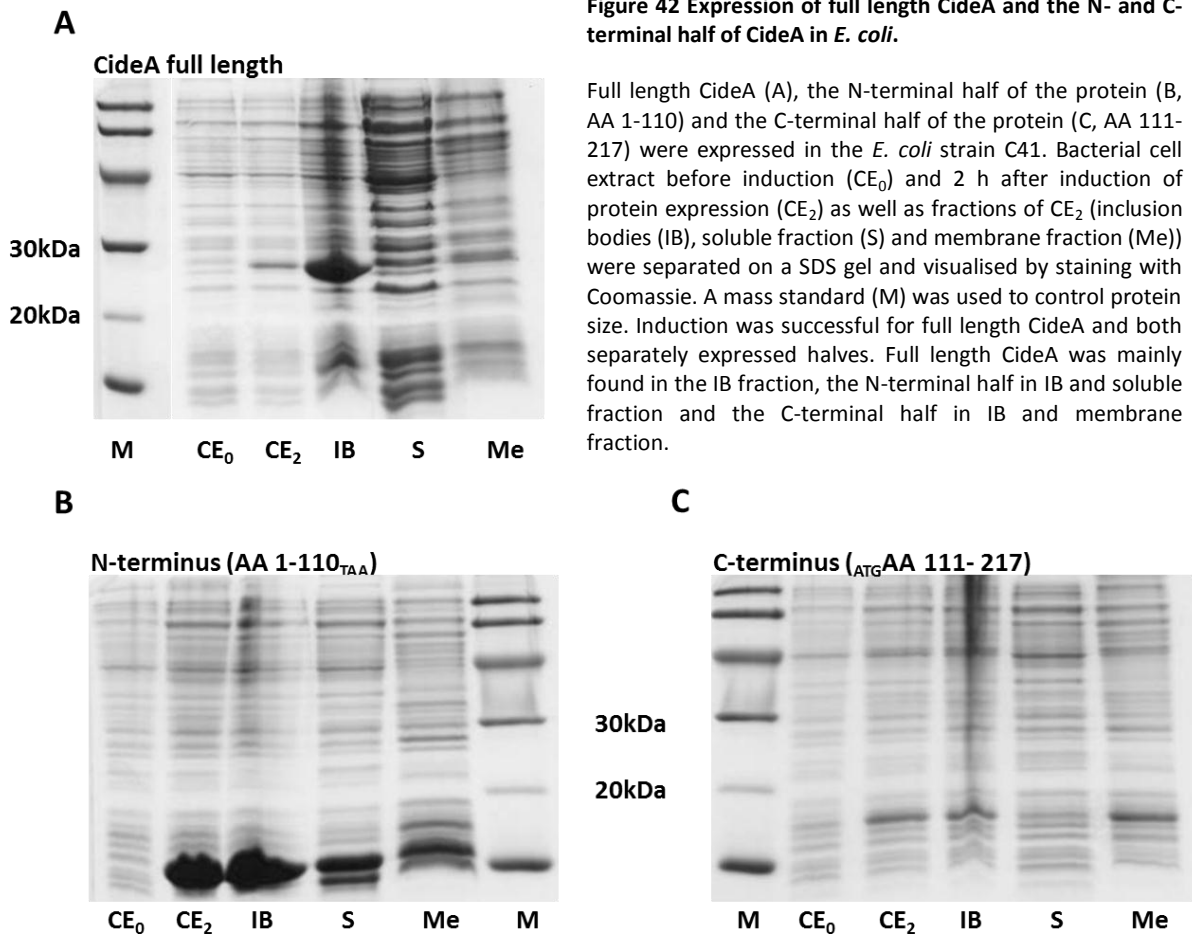 Figure 42 Expression of full length CideA and the N- and C-
terminal half of CideA in E. coli.
Full length CideA (A), the N-terminal half of the protein (B,
AA 1-110) and the C-terminal half of the protein (C, AA 111-
217) were expressed in the E. coli strain C41. Bacterial cell
extract before induction (CE₀) and 2 h after induction of
protein expression (CE₂) as well as fractions of CE₂ (inclusion
bodies (IB), soluble fraction (S) and membrane fraction (Me))
were separated on a SDS gel and visualised by staining with
Coomassie. A mass standard (M) was used to control protein
size. Induction was successful for full length CideA and both
separately expressed halves. Full length CideA was mainly
found in the IB fraction, the N-terminal half in IB and soluble
fraction and the C-terminal half in IB and membrane
fraction.
A
CideA full length
30kDa
20kDa
M CE₀ CE₂ IB S Me
B
N-terminus (AA 1-110TAA)
CE₀ CE₂ IB S Me M
C
C-terminus (ATGAA 111- 217)
30kDa
20kDa
M CE₀ CE₂ IB S Me